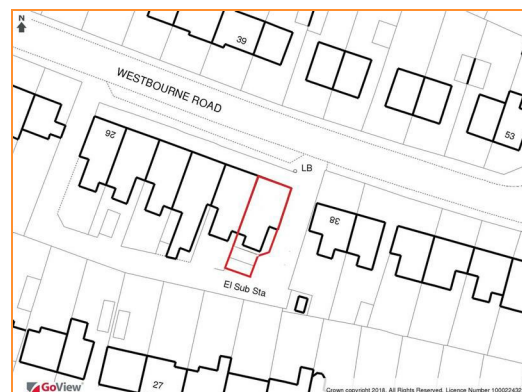 N
39
WESTBOURNE ROAD
53
26
LB
38
El Sub Sta
27
GoView
Crown copyright 2018. All Rights Reserved. Licence Number 100022432